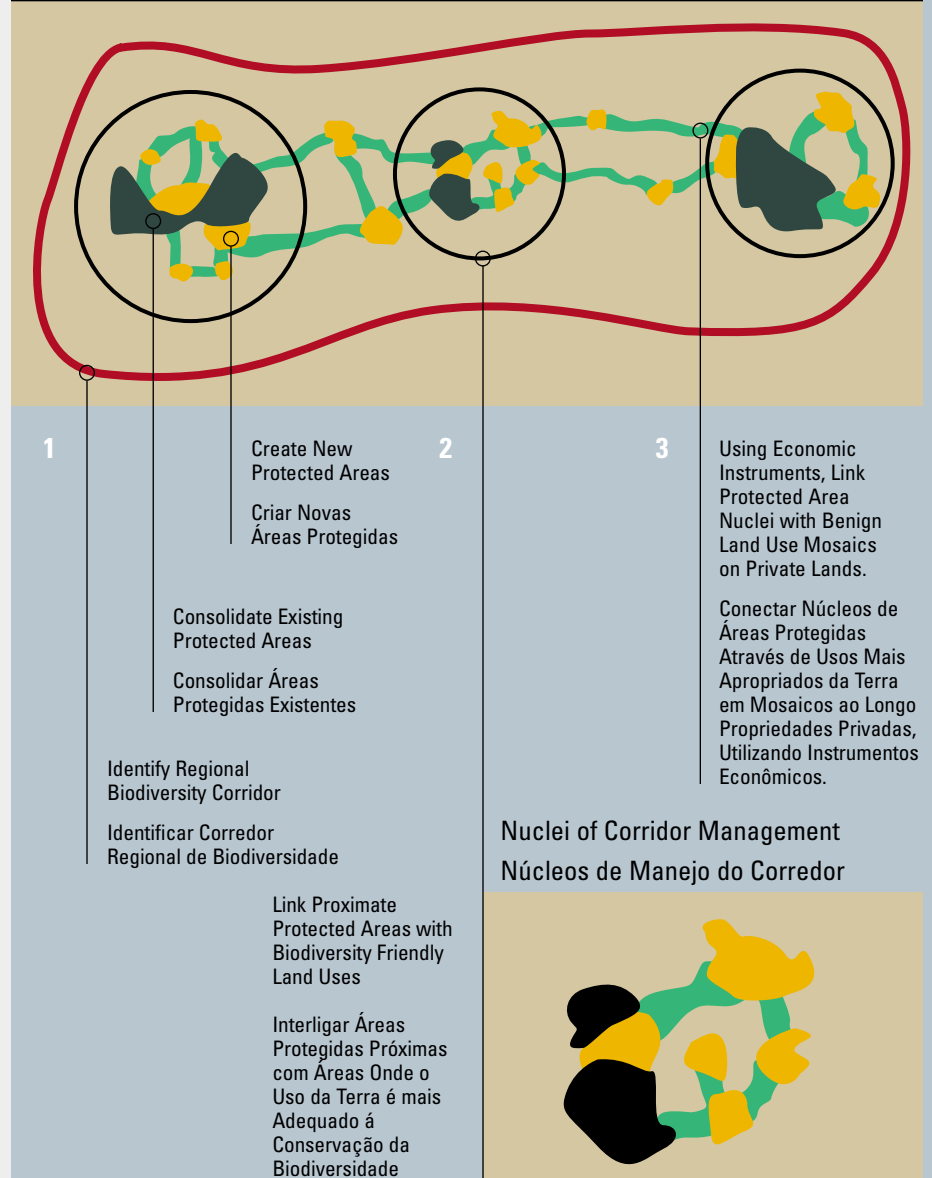 1
Create New
Protected Areas
Criar Novas
Áreas Protegidas
Consolidate Existing
Protected Areas
Consolidar Áreas
Protegidas Existentes
Identify Regional
Biodiversity Corridor
Identificar Corredor
Regional de Biodiversidade
2
Link Proximate
Protected Areas with
Biodiversity Friendly
Land Uses
Interligar Áreas
Protegidas Próximas
com Áreas Onde o
Uso da Terra é mais
Adequado á
Conservação da
Biodiversidade
3
Using Economic
Instruments, Link
Protected Area
Nuclei with Benign
Land Use Mosaics
on Private Lands.
Conectar Núcleos de
Áreas Protegidas
Através de Usos Mais
Apropriados da Terra
em Mosaicos ao Longo
Propriedades Privadas,
Utilizando Instrumentos
Econômicos.
Nuclei of Corridor Management
Núcleos de Manejo do Corredor